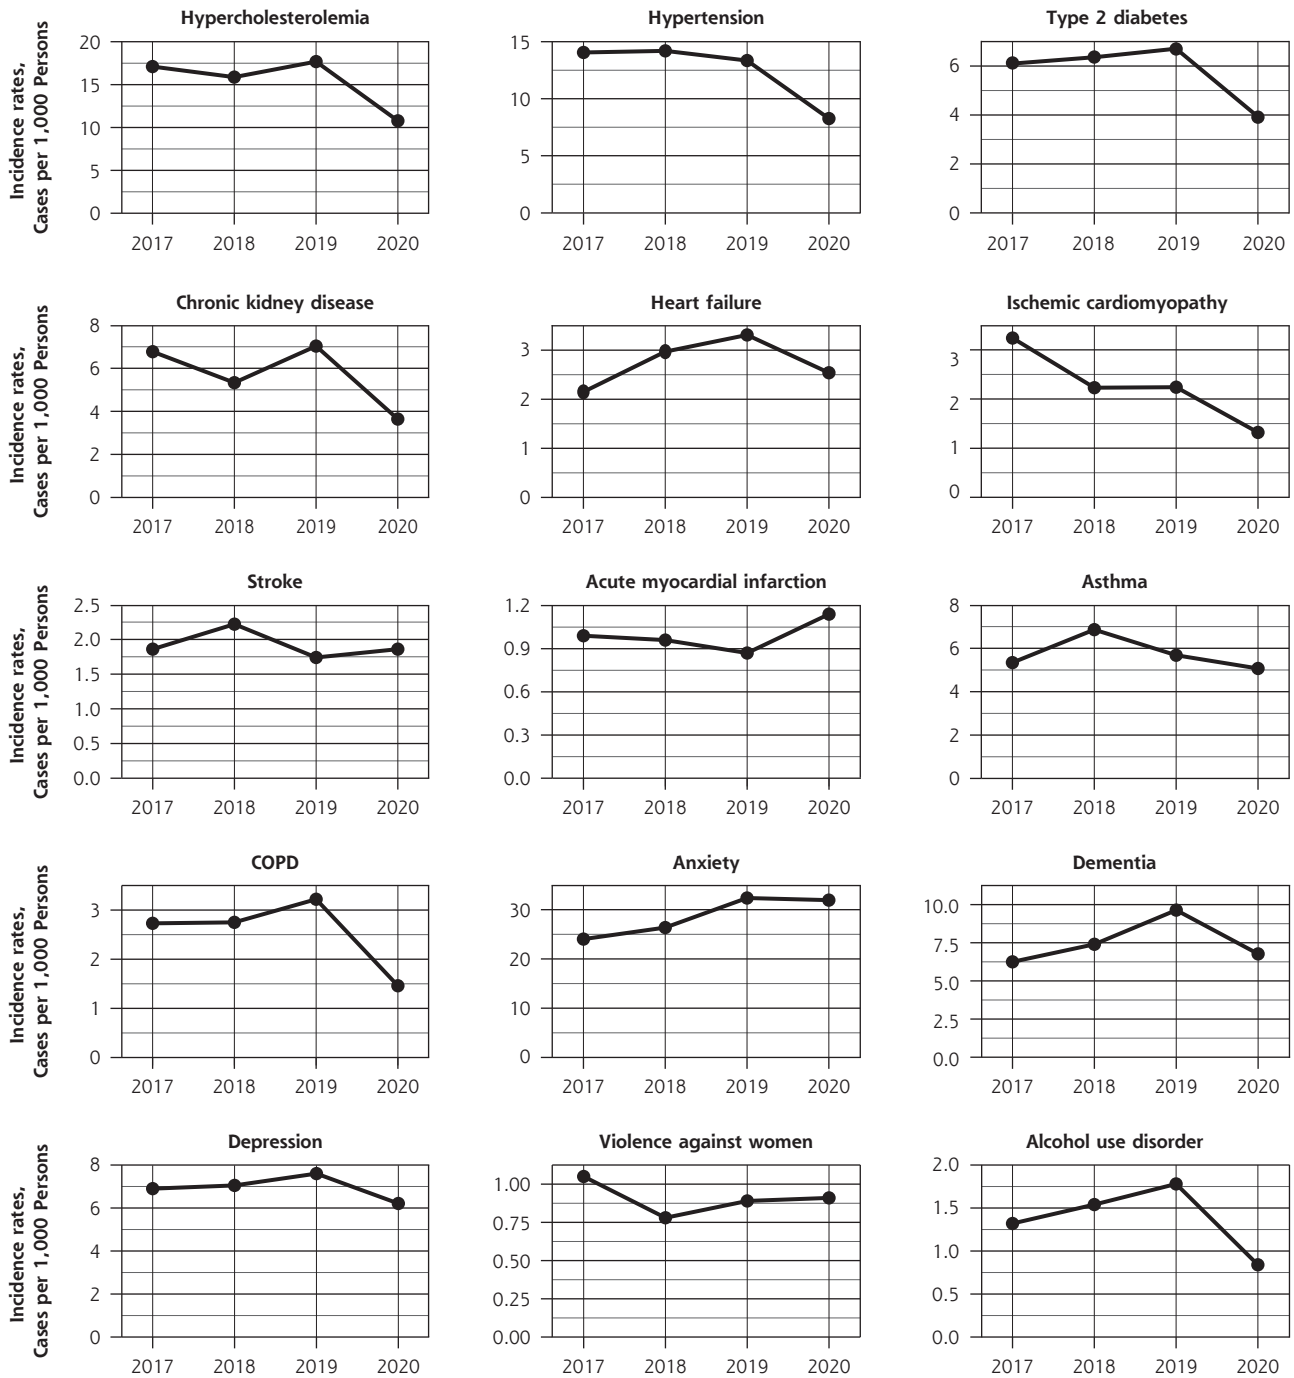 Hypercholesterolemia
Incidence rates,
Cases per 1,000 Persons
20
15
10
5
0
2017 2018 2019 2020
Hypertension
15
10
5
0
2017 2018 2019 2020
Type 2 diabetes
6
4
2
0
2017 2018 2019 2020
Chronic kidney disease
Incidence rates,
Cases per 1,000 Persons
8
6
4
2
0
2017 2018 2019 2020
Heart failure
3
2
1
0
2017 2018 2019 2020
Ischemic cardiomyopathy
3
2
1
0
2017 2018 2019 2020
Stroke
Incidence rates,
Cases per 1,000 Persons
2.5
2.0
1.5
1.0
0.5
0.0
2017 2018 2019 2020
Acute myocardial infarction
1.2
0.9
0.6
0.3
0.0
2017 2018 2019 2020
Asthma
8
6
4
2
0
2017 2018 2019 2020
COPD
Incidence rates,
Cases per 1,000 Persons
3
2
1
0
2017 2018 2019 2020
Anxiety
30
20
10
0
2017 2018 2019 2020
Dementia
10.0
7.5
5.0
2.5
0.0
2017 2018 2019 2020
Depression
Incidence rates,
Cases per 1,000 Persons
8
6
4
2
0
2017 2018 2019 2020
Violence against women
1.00
0.75
0.50
0.25
0.00
2017 2018 2019 2020
Alcohol use disorder
2.0
1.5
1.0
0.5
0.0
2017 2018 2019 2020